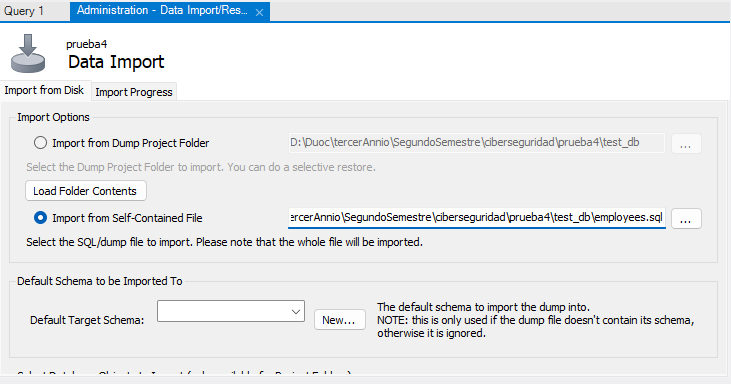 Query 1
Administration - Data Import/Res... ×
prueba4
Data Import
Import from Disk
Import Progress
Import Options
Import from Dump Project Folder
D:\Duoc\tercerAnnio\SegundoSemestre\ciberseguridad\prueba4\test_db
...
Select the Dump Project Folder to import. You can do a selective restore.
Load Folder Contents
Import from Self-Contained File
ercerAnnio\SegundoSemestre\ciberseguridad\prueba4\test_db\employees.sql
...
Select the SQL/dump file to import. Please note that the whole file will be imported.
Default Schema to be Imported To
Default Target Schema:
New...
The default schema to import the dump into.
NOTE: this is only used if the dump file doesn't contain its schema,
otherwise it is ignored.